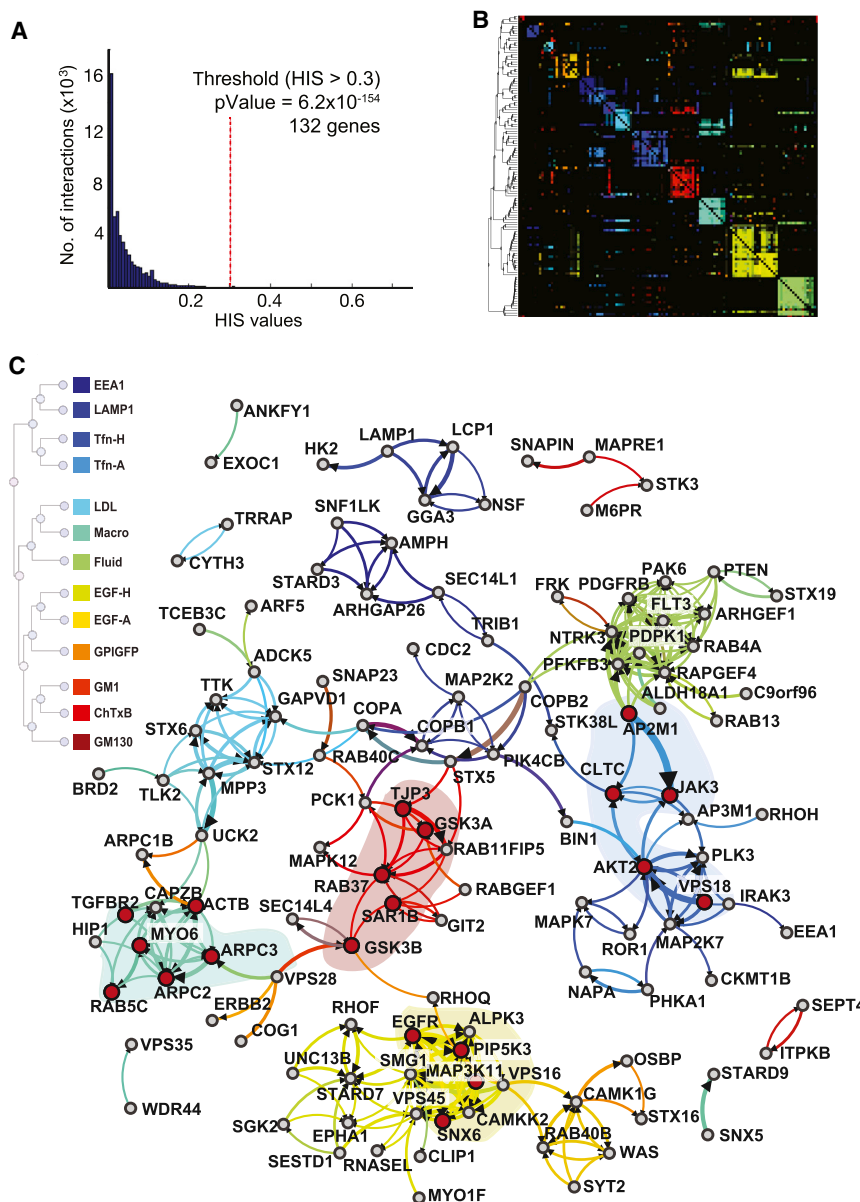 A
No. of interactions (x10³)
16
12
8
4
0.2
0.4
0.6
HIS values
Threshold (HIS > 0.3)
pValue = 6.2x10⁻¹⁵⁴
132 genes
B
C
EEA1
LAMP1
Tfn-H
Tfn-A
LDL
Macro
Fluid
EGF-H
EGF-A
GPIGFP
GM1
ChTxB
GM130
ANKFY1
EXOC1
HK2
LAMP1
LCP1
GGA3
NSF
SNAPIN
MAPRE1
STK3
M6PR
TRRAP
CYTH3
SNF1LK
AMPH
STARD3
ARHGAP26
SEC14L1
TRIB1
FRK
PDGFRB
PAK6
PTEN
FLT3
STX19
ARHGEF1
NTRK3
PDPK1
RAB4A
PFKFB3
RAPGEF4
ALDH18A1
C9orf96
RAB13
AP2M1
TCEB3C
ARF5
ADCK5
CDC2
SNAP23
TTK
GAPVD1
MAP2K2
COPA
COPB1
COPB2
STK38L
STX6
STX12
RAB40C
PIK4CB
STX5
BRD2
TLK2
MPP3
PCK1
TJP3
CLTC
JAK3
AP3M1
RHOH
UCK2
GSK3A
BIN1
ARPC1B
MAPK12
RAB11FIP5
AKT2
PLK3
TGFBR2
CAPZB
ACTB
RAB37
RABGEF1
VPS18
IRAK3
HIP1
MYO6
SEC14L4
SAR1B
GIT2
MAPK7
ROR1
MAP2K7
EEA1
ARPC3
GSK3B
RAB5C
ARPC2
VPS28
NAPA
PHKA1
CKMT1B
ERBB2
COG1
RHOQ
RHOF
EGFR
ALPK3
SEPT4
VPS35
UNC13B
SMG1
PIP5K3
OSBP
ITPKB
MAP3K11
VPS16
STARD9
STARD7
CAMK1G
WDR44
VPS45
CAMKK2
STX16
SGK2
EPHA1
SNX6
RAB40B
SNX5
SESTD1
RNASEL
CLIP1
WAS
MYO1F
SYT2